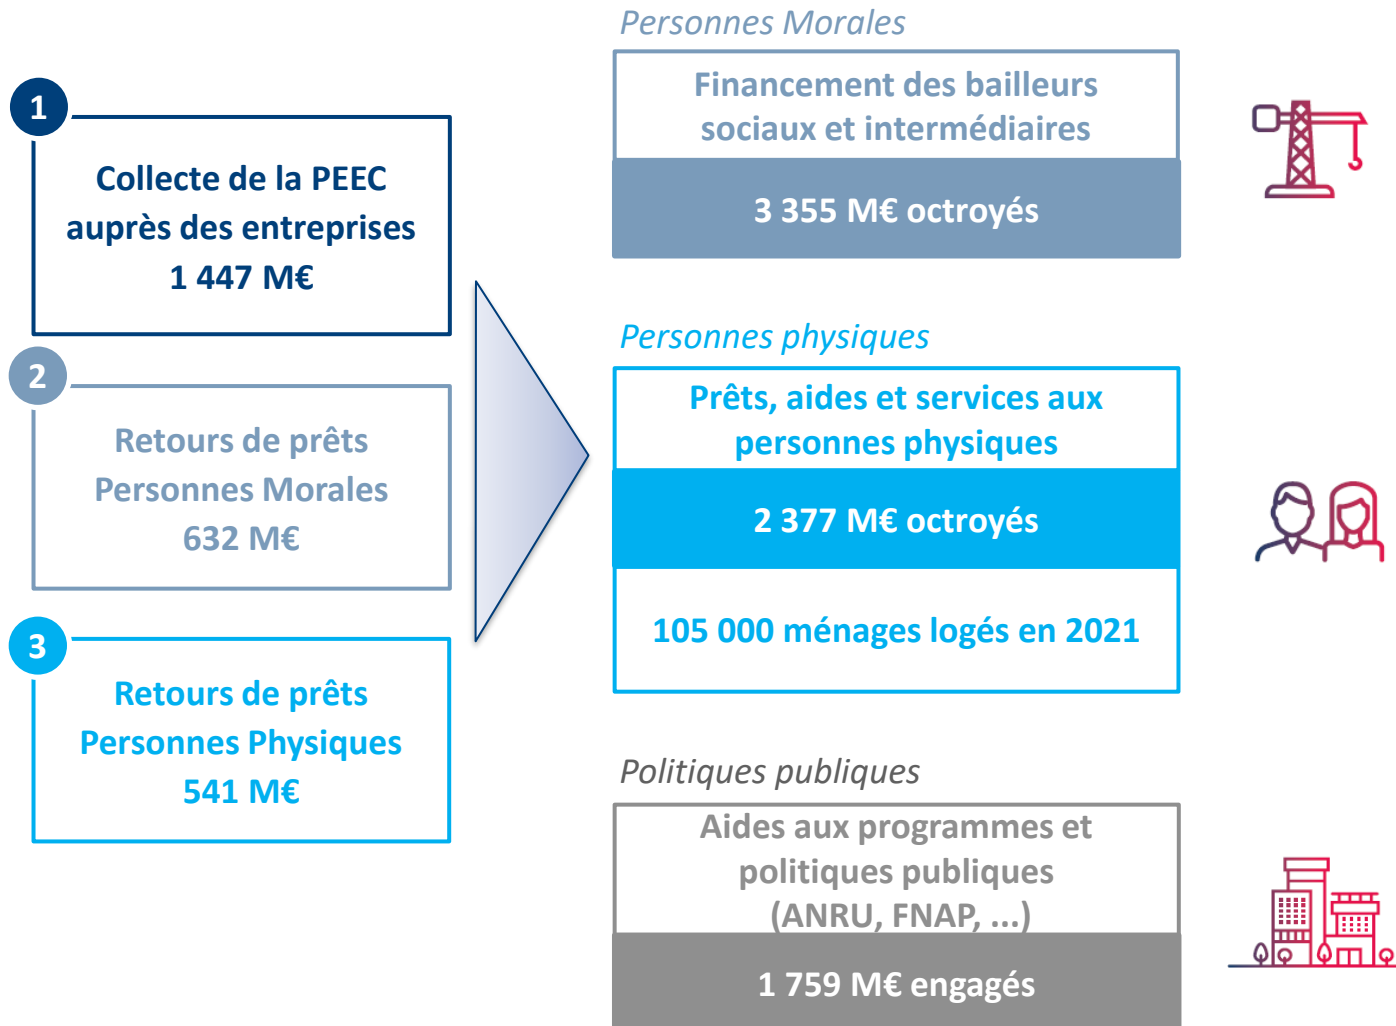 1
Collecte de la PEEC
auprès des entreprises
1 447 M€
2
Retours de prêts
Personnes Morales
632 M€
3
Retours de prêts
Personnes Physiques
541 M€
Personnes Morales
Financement des bailleurs
sociaux et intermédiaires
3 355 M€ octroyés
Personnes physiques
Prêts, aides et services aux
personnes physiques
2 377 M€ octroyés
105 000 ménages logés en 2021
Politiques publiques
Aides aux programmes et
politiques publiques
(ANRU, FNAP, ...)
1 759 M€ engagés